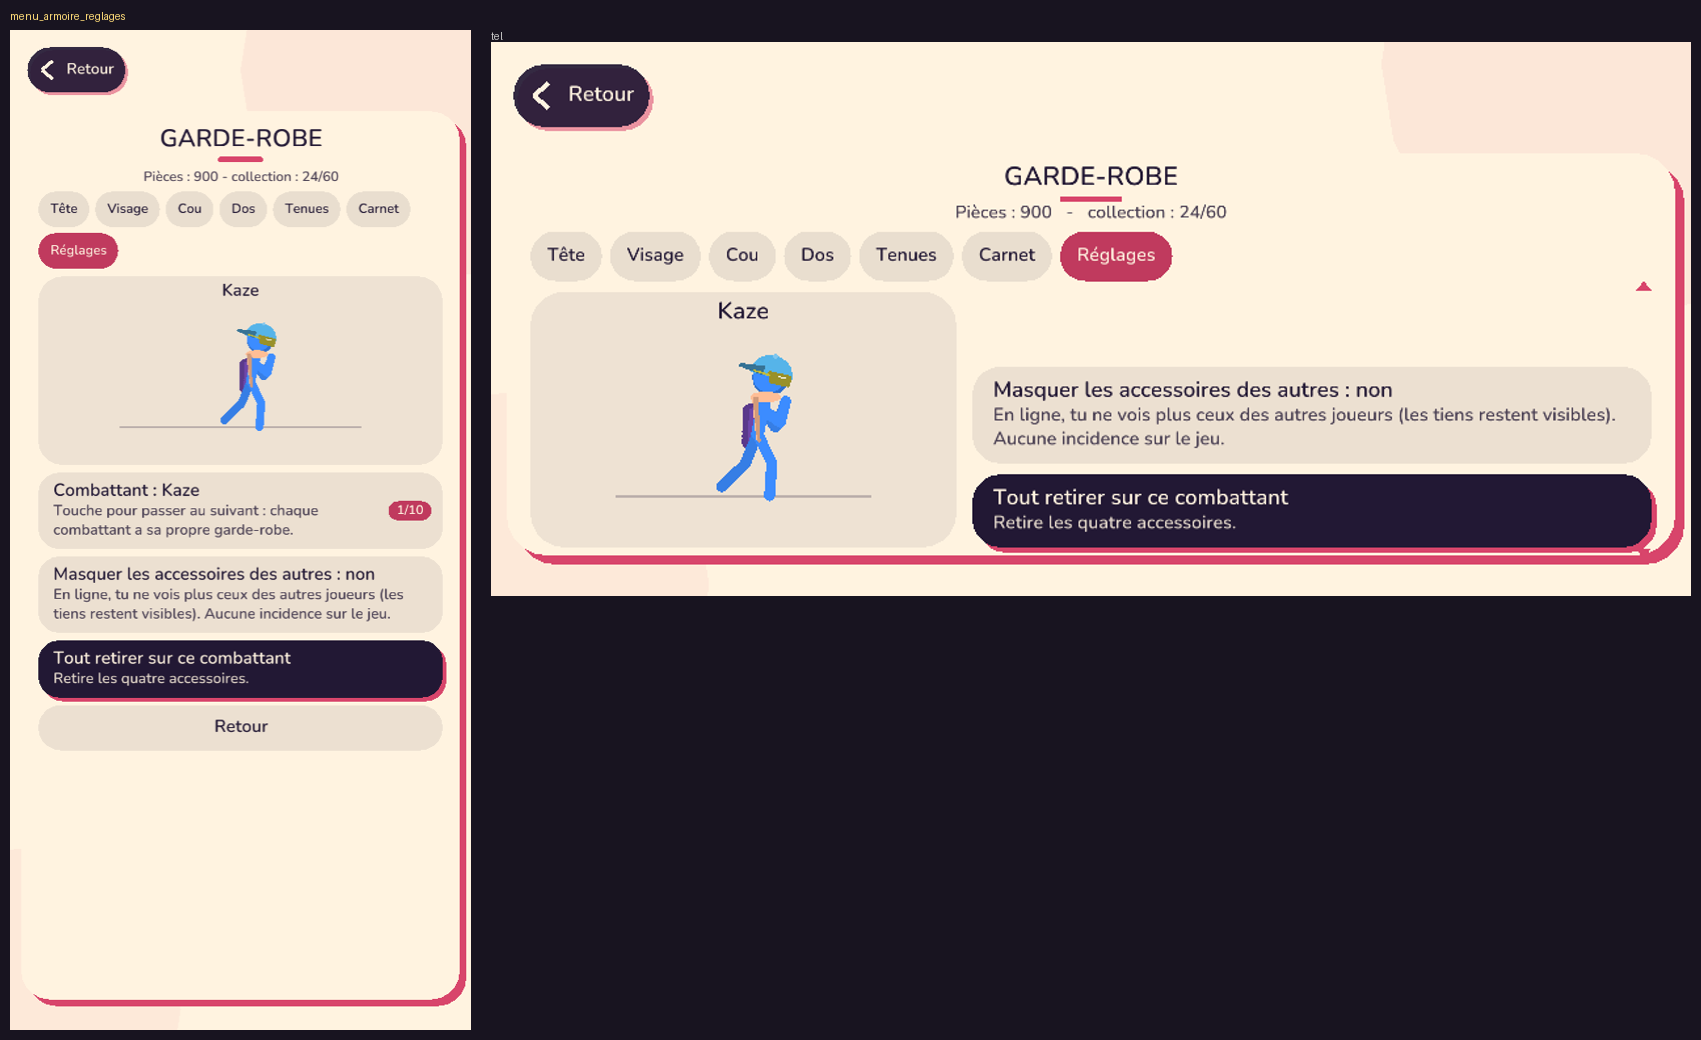 menu_armoire_reglages
Retour
GARDE-ROBE
Pièces : 900 - collection : 24/60
Tête
Visage
Cou
Dos
Tenues
Carnet
Réglages
Kaze
Combattant : Kaze
Touche pour passer au suivant : chaque
combattant a sa propre garde-robe.
1/10
Masquer les accessoires des autres : non
En ligne, tu ne vois plus ceux des autres joueurs (les
tiens restent visibles). Aucune incidence sur le jeu.
Tout retirer sur ce combattant
Retire les quatre accessoires.
Retour
tel
Retour
GARDE-ROBE
Pièces : 900 - collection : 24/60
Tête
Visage
Cou
Dos
Tenues
Carnet
Réglages
Kaze
Masquer les accessoires des autres : non
En ligne, tu ne vois plus ceux des autres joueurs (les tiens restent visibles).
Aucune incidence sur le jeu.
Tout retirer sur ce combattant
Retire les quatre accessoires.